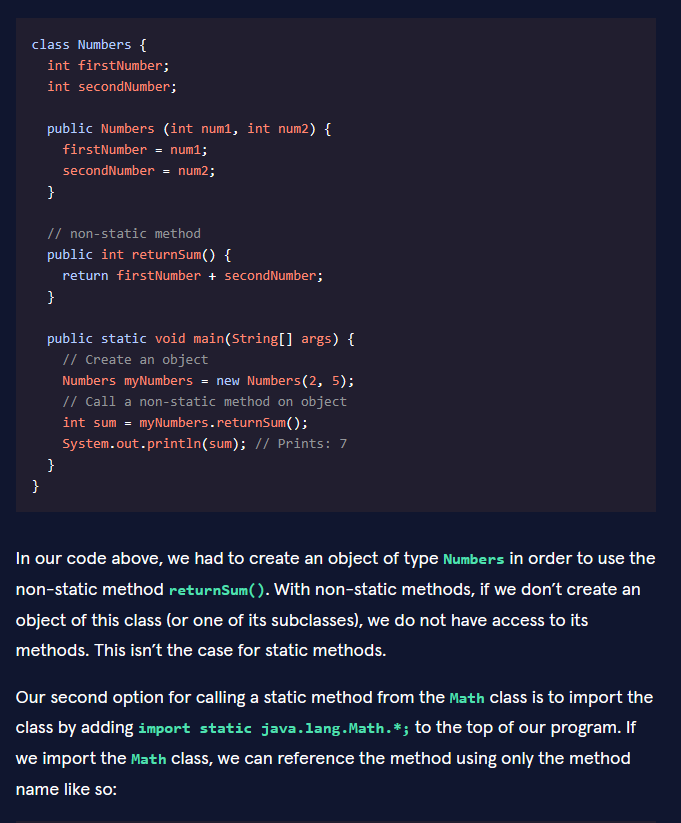 class Numbers {
  int firstNumber;
  int secondNumber;

  public Numbers (int num1, int num2) {
    firstNumber = num1;
    secondNumber = num2;
  }

  // non-static method
  public int returnSum() {
    return firstNumber + secondNumber;
  }

  public static void main(String[] args) {
    // Create an object
    Numbers myNumbers = new Numbers(2, 5);
    // Call a non-static method on object
    int sum = myNumbers.returnSum();
    System.out.println(sum); // Prints: 7
  }
}

In our code above, we had to create an object of type Numbers in order to use the
non-static method returnSum(). With non-static methods, if we don’t create an
object of this class (or one of its subclasses), we do not have access to its
methods. This isn’t the case for static methods.

Our second option for calling a static method from the Math class is to import the
class by adding import static java.lang.Math.*; to the top of our program. If
we import the Math class, we can reference the method using only the method
name like so: